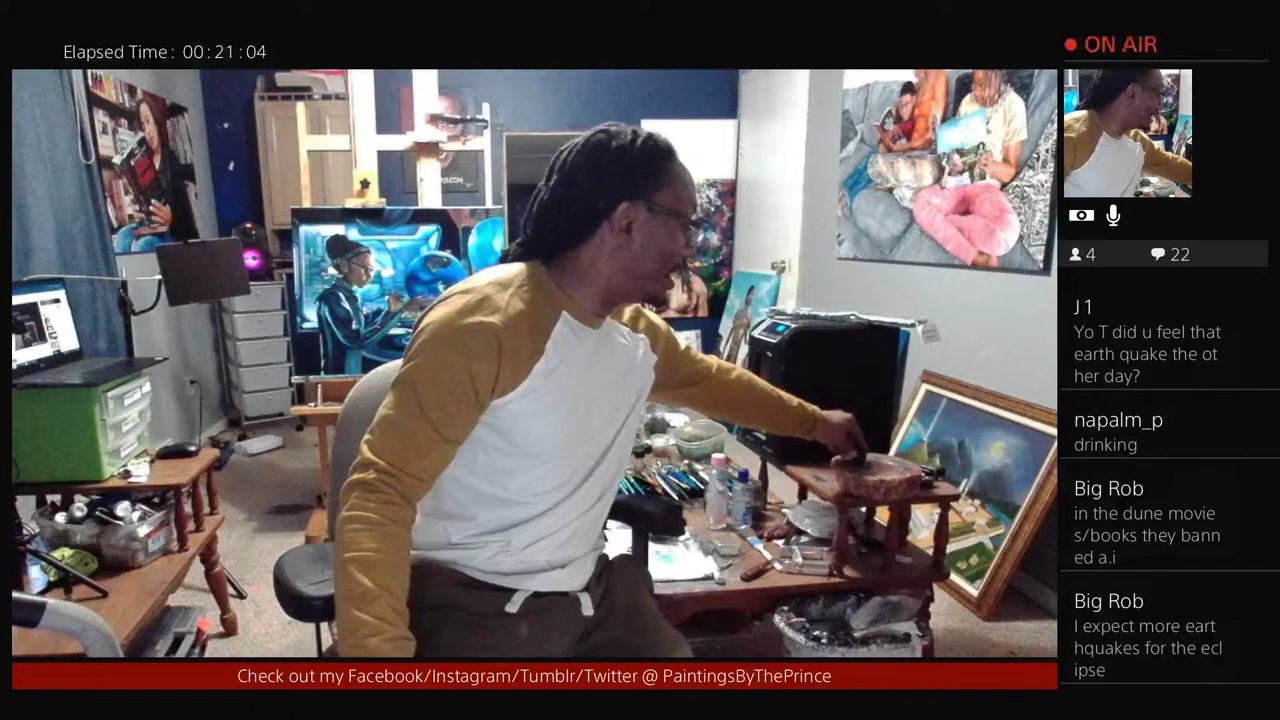 Elapsed Time: 00:21:04
ON AIR
4
22
J1
Yo T did u feel that
earth quake the ot
her day?
napalm_p
drinking
Big Rob
in the dune movie
s/books they bann
ed a.i
Big Rob
I expect more eart
hquakes for the ecl
ipse
Check out my Facebook/Instagram/Tumblr/Twitter @ PaintingsByThePrince